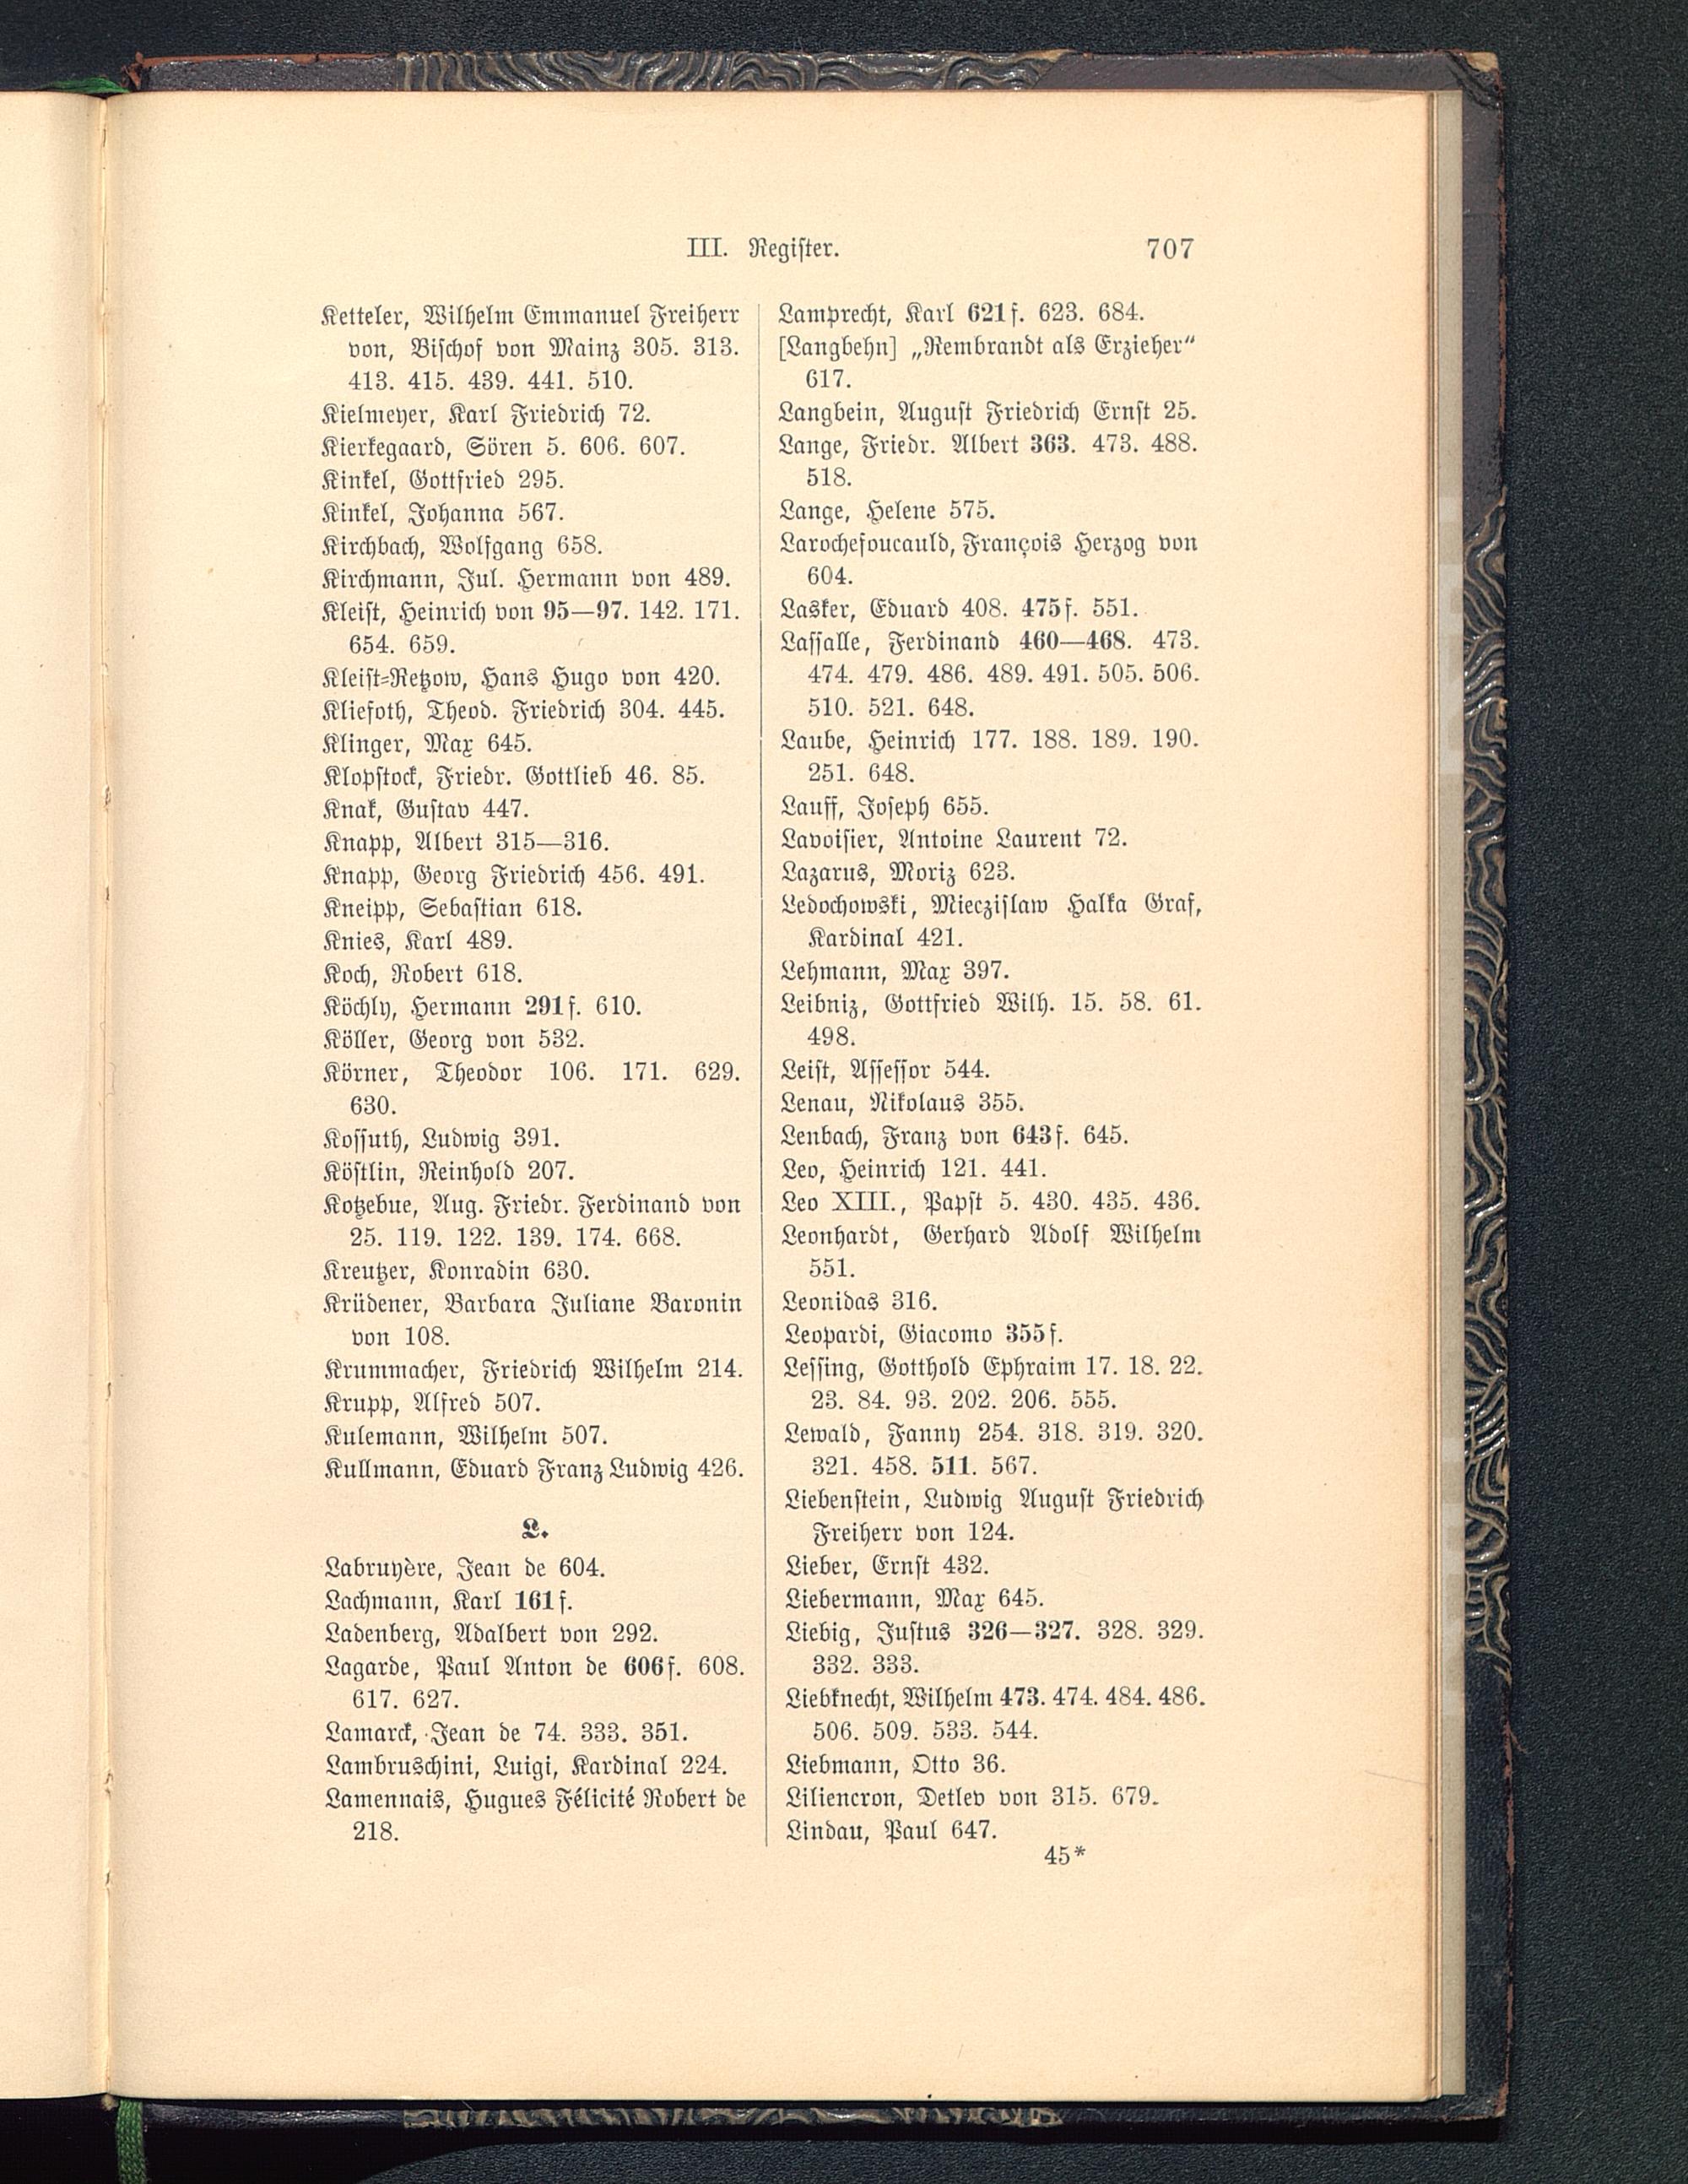 III. Register. 707
Ketteler, Wilhelm Emmanuel Freiherr
von, Bischof von Mainz 305. 313.
413. 415. 439. 441. 510.
Kielmeyer, Karl Friedrich 72.
Kierkegaard, Sören 5. 606. 607.
Kinkel, Gottfried 295.
Kinkel, Johanna 567.
Kirchbach, Wolfgang 658.
Kirchmann, Jul. Hermann von 489.
Kleist, Heinrich von 95—97. 142. 171.
654. 659.
Kleist-Retzow, Hans Hugo von 420.
Kliefoth, Theod. Friedrich 304. 445.
Klinger, Max 645.
Klopstock, Friedr. Gottlieb 46. 85.
Knak, Gustav 447.
Knapp, Albert 315—316.
Knapp, Georg Friedrich 456. 491.
Kneipp, Sebastian 618.
Knies, Karl 489.
Koch, Robert 618.
Köchly, Hermann 291f. 610.
Köller, Georg von 532.
Körner, Theodor 106. 171. 629.
630.
Kossuth, Ludwig 391.
Köstlin, Reinhold 207.
Kotzebue, Aug. Friedr. Ferdinand von
25. 119. 122. 139. 174. 668.
Kreutzer, Konradin 630.
Krüdener, Barbara Juliane Baronin
von 108.
Krummacher, Friedrich Wilhelm 214.
Krupp, Alfred 507.
Kulemann, Wilhelm 507.
Kullmann, Eduard Franz Ludwig 426.
L.
Labruyère, Jean de 604.
Lachmann, Karl 161f.
Ladenberg, Adalbert von 292.
Lagarde, Paul Anton de 606f. 608.
617. 627.
Lamarck, Jean de 74. 333. 351.
Lambruschini, Luigi, Kardinal 224.
Lamennais, Hugues Félicité Robert de
218.
Lamprecht, Karl 621f. 623. 684.
[Langbehn] „Rembrandt als Erzieher“
617.
Langbein, August Friedrich Ernst 25.
Lange, Friedr. Albert 363. 473. 488.
518.
Lange, Helene 575.
Larochefoucauld, François Herzog von
604.
Lasker, Eduard 408. 475f. 551.
Lassalle, Ferdinand 460—468. 473.
474. 479. 486. 489. 491. 505. 506.
510. 521. 648.
Laube, Heinrich 177. 188. 189. 190.
251. 648.
Lauff, Joseph 655.
Lavoisier, Antoine Laurent 72.
Lazarus, Moriz 623.
Ledochowski, Mieczislaw Halka Graf,
Kardinal 421.
Lehmann, Max 397.
Leibniz, Gottfried Wilh. 15. 58. 61.
498.
Leist, Assessor 544.
Lenau, Nikolaus 355.
Lenbach, Franz von 643f. 645.
Leo, Heinrich 121. 441.
Leo XIII., Papst 5. 430. 435. 436.
Leonhardt, Gerhard Adolf Wilhelm
551.
Leonidas 316.
Leopardi, Giacomo 355f.
Lessing, Gotthold Ephraim 17. 18. 22.
23. 84. 93. 202. 206. 555.
Lewald, Fanny 254. 318. 319. 320.
321. 458. 511. 567.
Liebenstein, Ludwig August Friedrich
Freiherr von 124.
Lieber, Ernst 432.
Liebermann, Max 645.
Liebig, Justus 326—327. 328. 329.
332. 333.
Liebknecht, Wilhelm 473. 474. 484. 486.
506. 509. 533. 544.
Liebmann, Otto 36.
Liliencron, Detlev von 315. 679.
Lindau, Paul 647.
45*